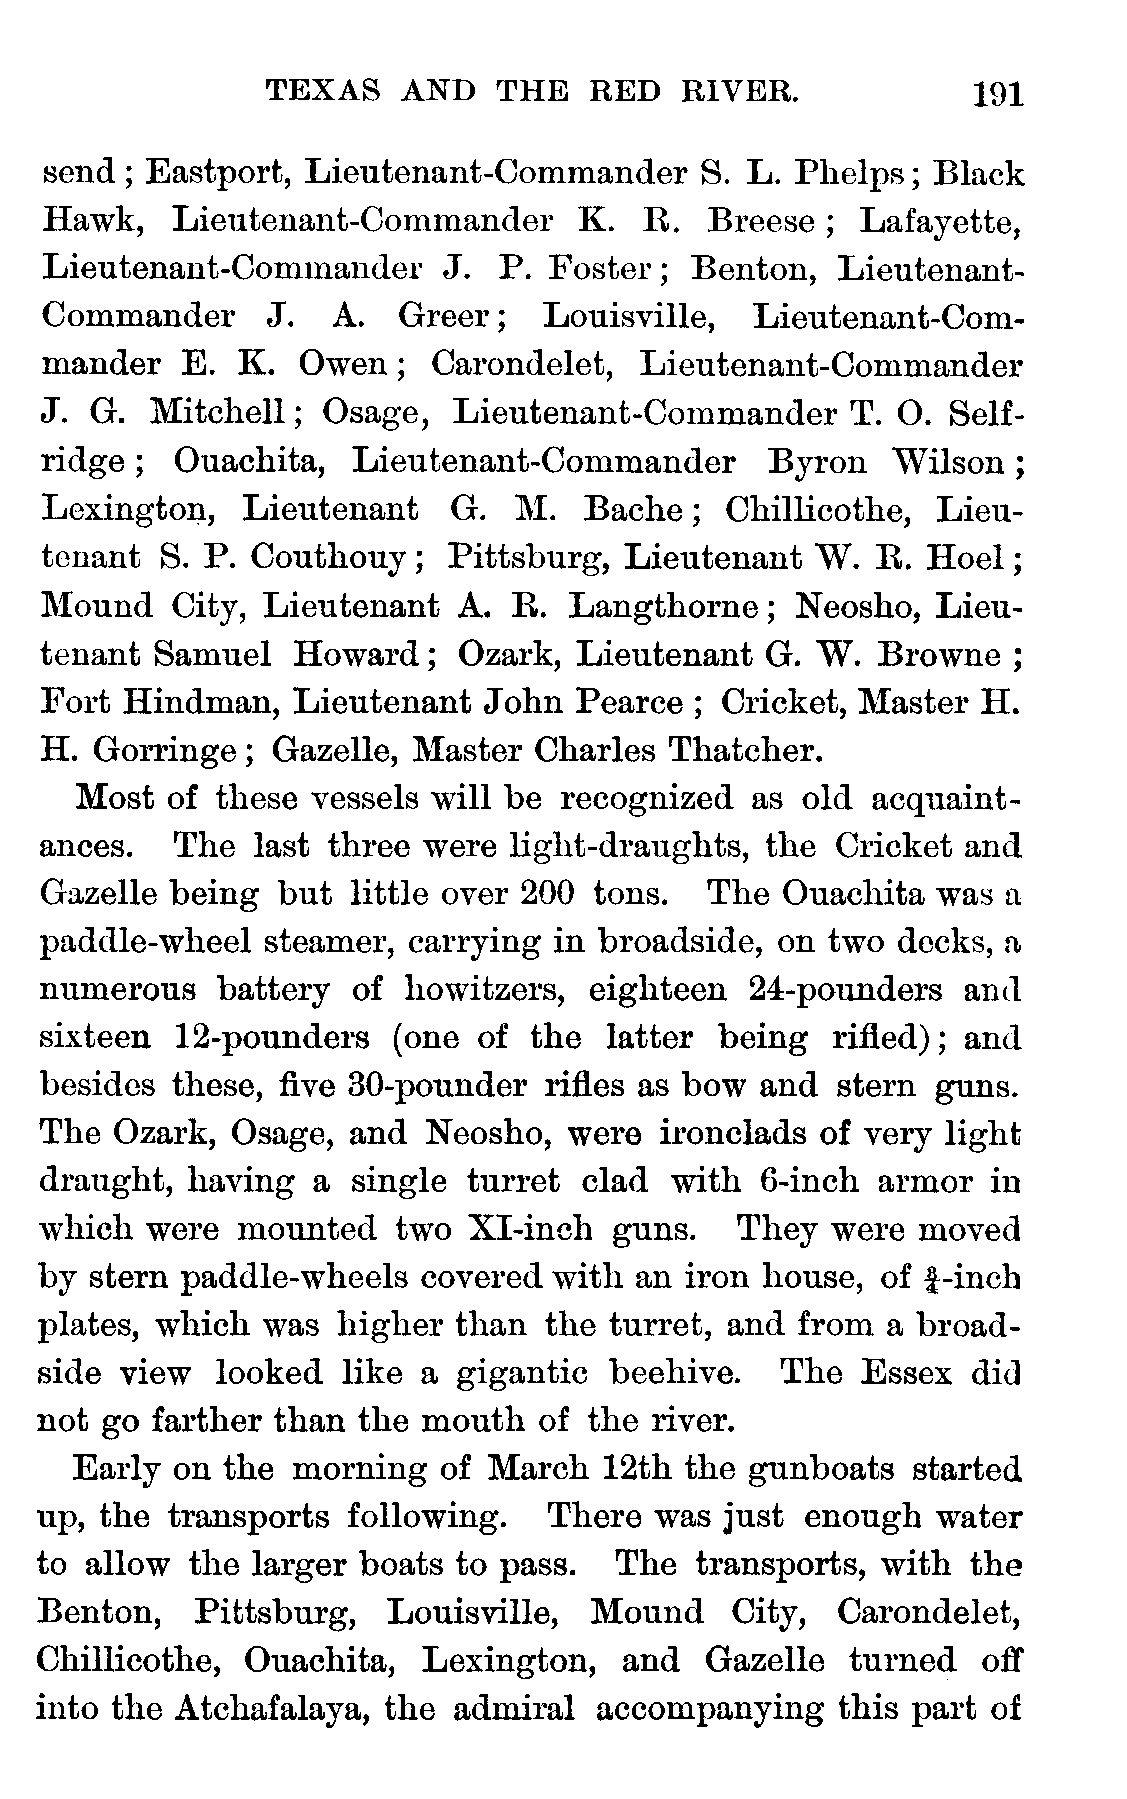 TEXAS AND THE RED RIVER. 191
send ; Eastport, Lieutenant-Commander S. L. Phelps ; Black
Hawk, Lieutenant-Commander K. R. Breese ; Lafayette,
Lieutenant-Commander J. P. Foster ; Benton, Lieutenant-
Commander J. A. Greer ; Louisville, Lieutenant-Com-
mander E. K. Owen ; Carondelet, Lieutenant-Commander
J. G. Mitchell ; Osage, Lieutenant-Commander T. O. Self-
ridge ; Ouachita, Lieutenant-Commander Byron Wilson ;
Lexington, Lieutenant G. M. Bache ; Chillicothe, Lieu-
tenant S. P. Couthouy ; Pittsburg, Lieutenant W. R. Hoel ;
Mound City, Lieutenant A. R. Langthorne ; Neosho, Lieu-
tenant Samuel Howard ; Ozark, Lieutenant G. W. Browne ;
Fort Hindman, Lieutenant John Pearce ; Cricket, Master H.
H. Gorringe ; Gazelle, Master Charles Thatcher.
Most of these vessels will be recognized as old acquaint-
ances. The last three were light-draughts, the Cricket and
Gazelle being but little over 200 tons. The Ouachita was a
paddle-wheel steamer, carrying in broadside, on two decks, a
numerous battery of howitzers, eighteen 24-pounders and
sixteen 12-pounders (one of the latter being rifled) ; and
besides these, five 30-pounder rifles as bow and stern guns.
The Ozark, Osage, and Neosho, were ironclads of very light
draught, having a single turret clad with 6-inch armor in
which were mounted two XI-inch guns. They were moved
by stern paddle-wheels covered with an iron house, of ¾-inch
plates, which was higher than the turret, and from a broad-
side view looked like a gigantic beehive. The Essex did
not go farther than the mouth of the river.
Early on the morning of March 12th the gunboats started
up, the transports following. There was just enough water
to allow the larger boats to pass. The transports, with the
Benton, Pittsburg, Louisville, Mound City, Carondelet,
Chillicothe, Ouachita, Lexington, and Gazelle turned off
into the Atchafalaya, the admiral accompanying this part of